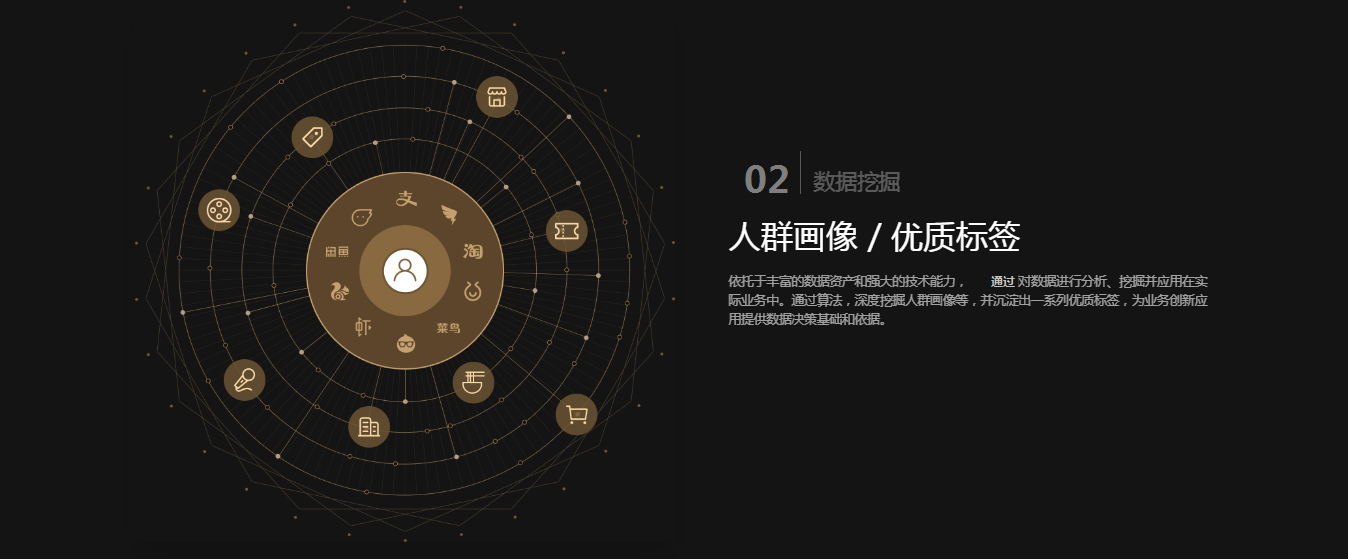 02 数据挖掘
人群画像 / 优质标签
依托于丰富的数据资产和强大的技术能力， 通过 对数据进行分析、挖掘并应用在实
际业务中。通过算法，深度挖掘人群画像等，并沉淀出一系列优质标签，为业务创新应
用提供数据决策基础和依据。
支
淘
闲鱼
虾
菜鸟